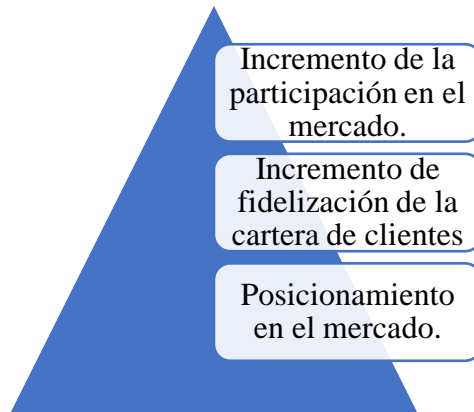 Incremento de la
participación en el
mercado.
Incremento de
fidelización de la
cartera de clientes
Posicionamiento
en el mercado.